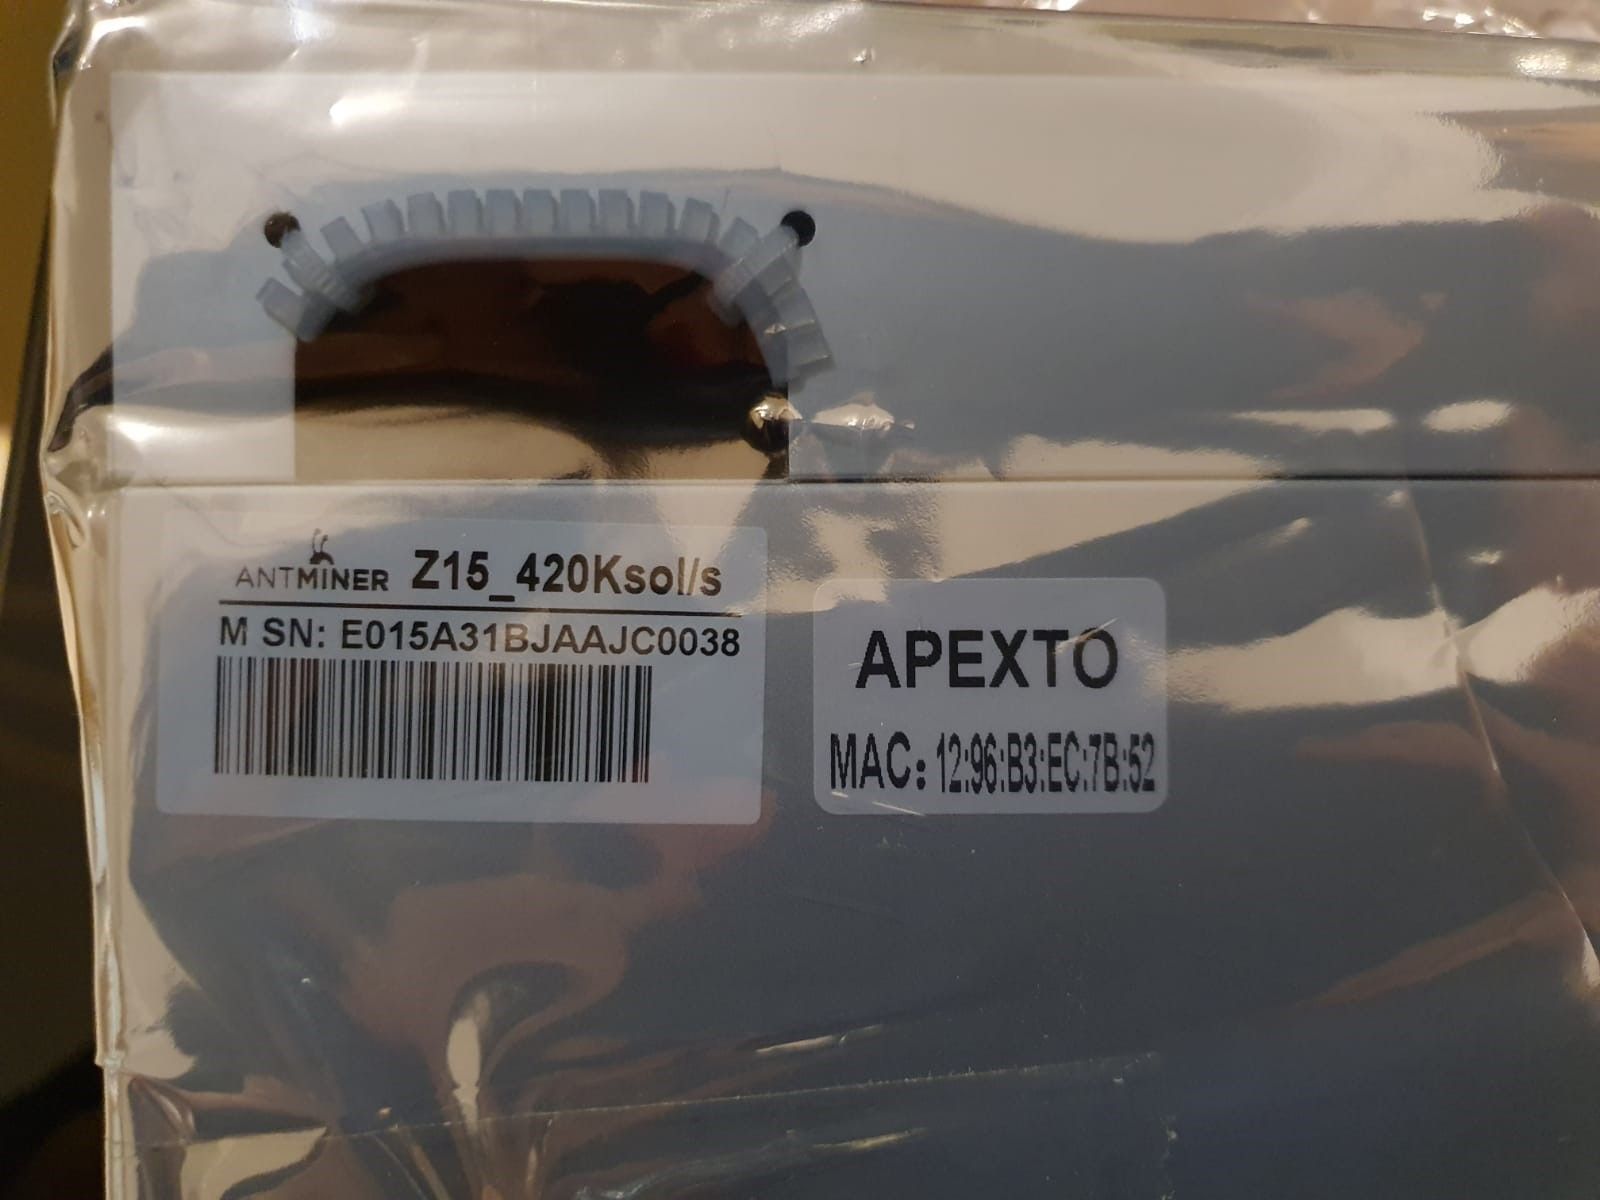 ANTMINER Z15_420Ksol/s
M SN: E015A31BJAAJC0038
APEXTO
MAC: 12:96:B3:EC:7B:52